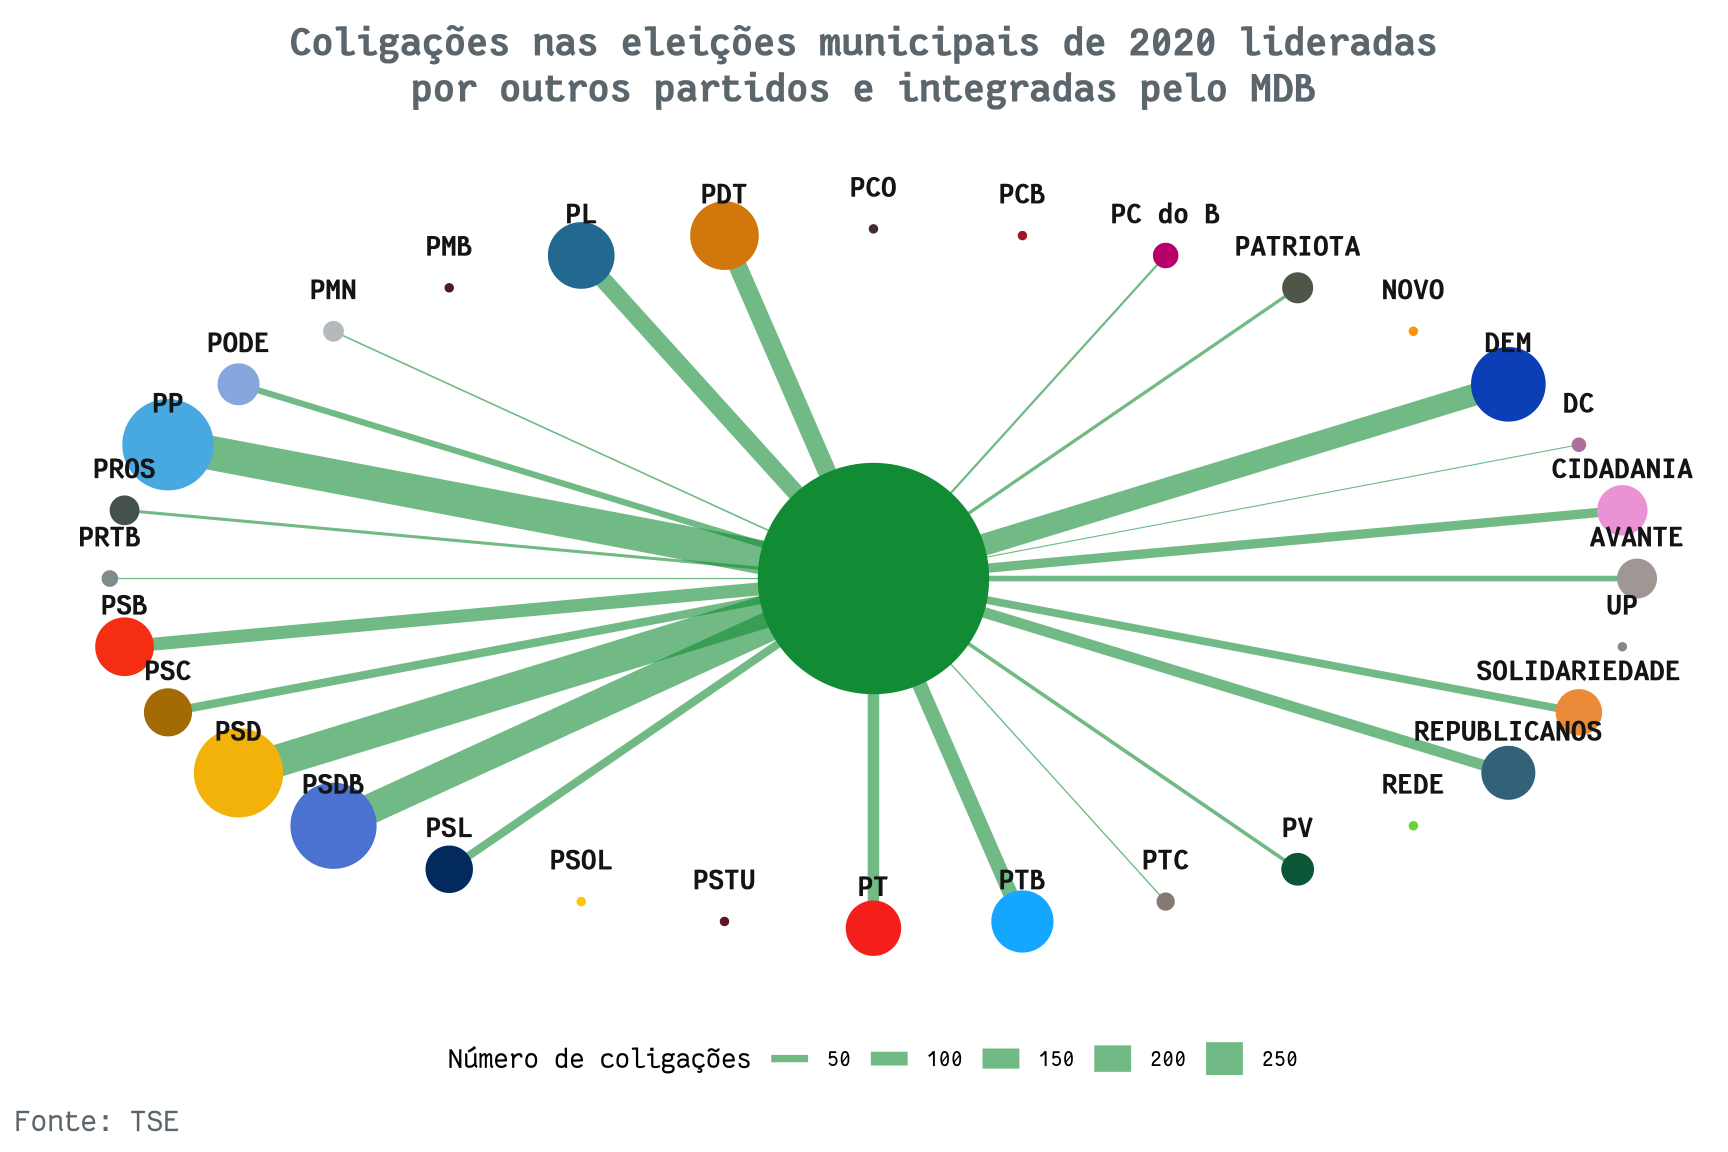 Coligações nas eleições municipais de 2020 lideradas
por outros partidos e integradas pelo MDB
PCO
PDT
PCB
PL
PC do B
PMB
PATRIOTA
PMN
NOVO
PODE
DEM
PP
DC
PROS
CIDADANIA
PRTB
AVANTE
PSB
UP
PSC
SOLIDARIEDADE
PSD
REPUBLICANOS
PSDB
REDE
PSL
PV
PSOL
PTC
PSTU
PT
PTB
Número de coligações 50 100 150 200 250
Fonte: TSE